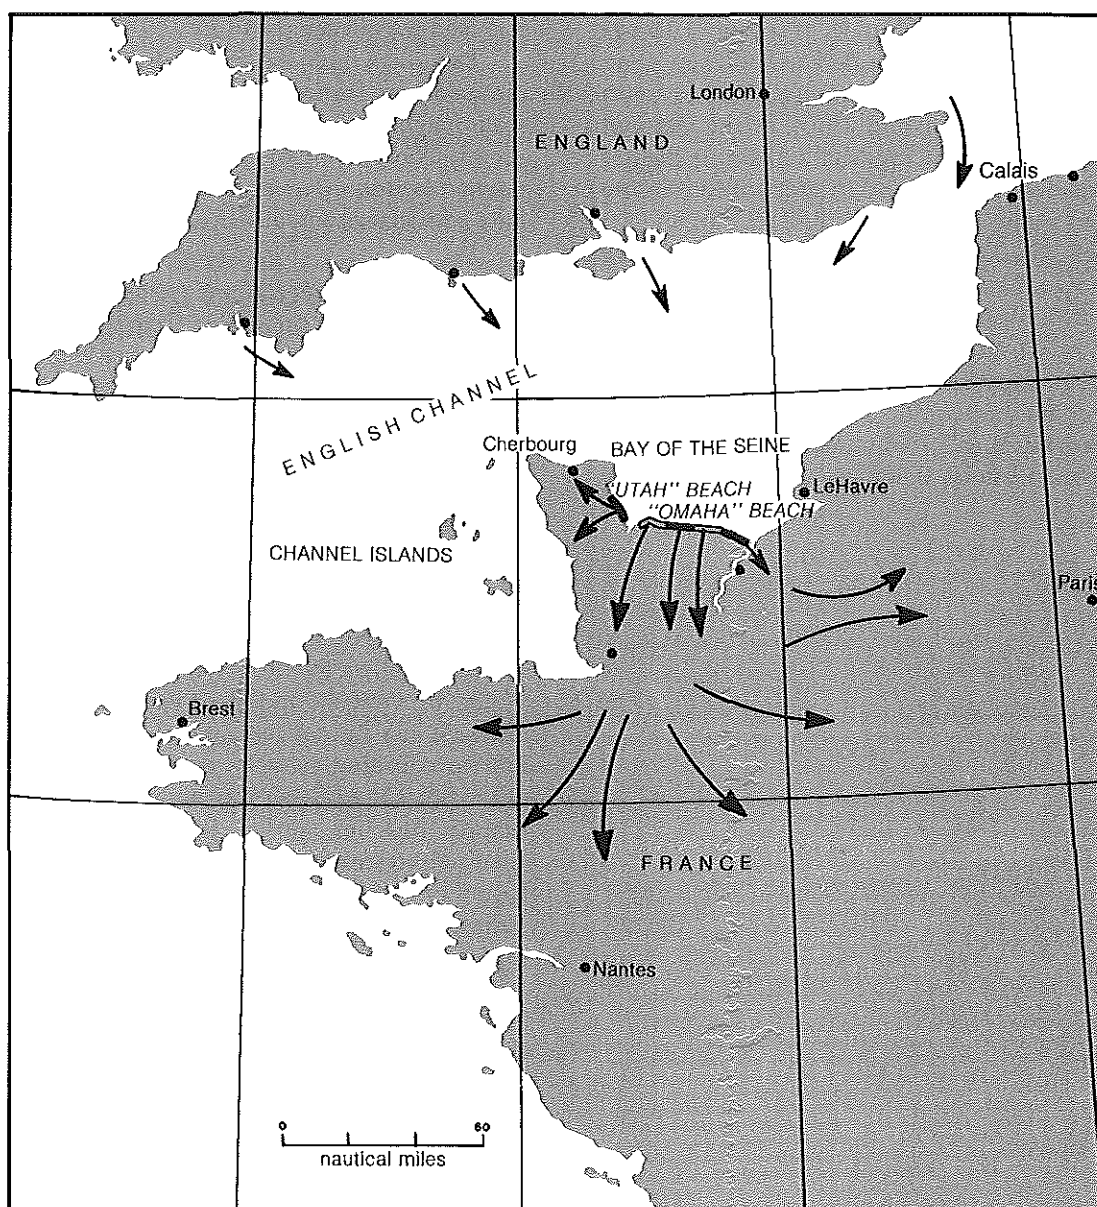 London
ENGLAND
Calais
ENGLISH CHANNEL
Cherbourg
BAY OF THE SEINE
"UTAH" BEACH
LeHavre
"OMAHA" BEACH
CHANNEL ISLANDS
Paris
Brest
FRANCE
Nantes
0 60
nautical miles